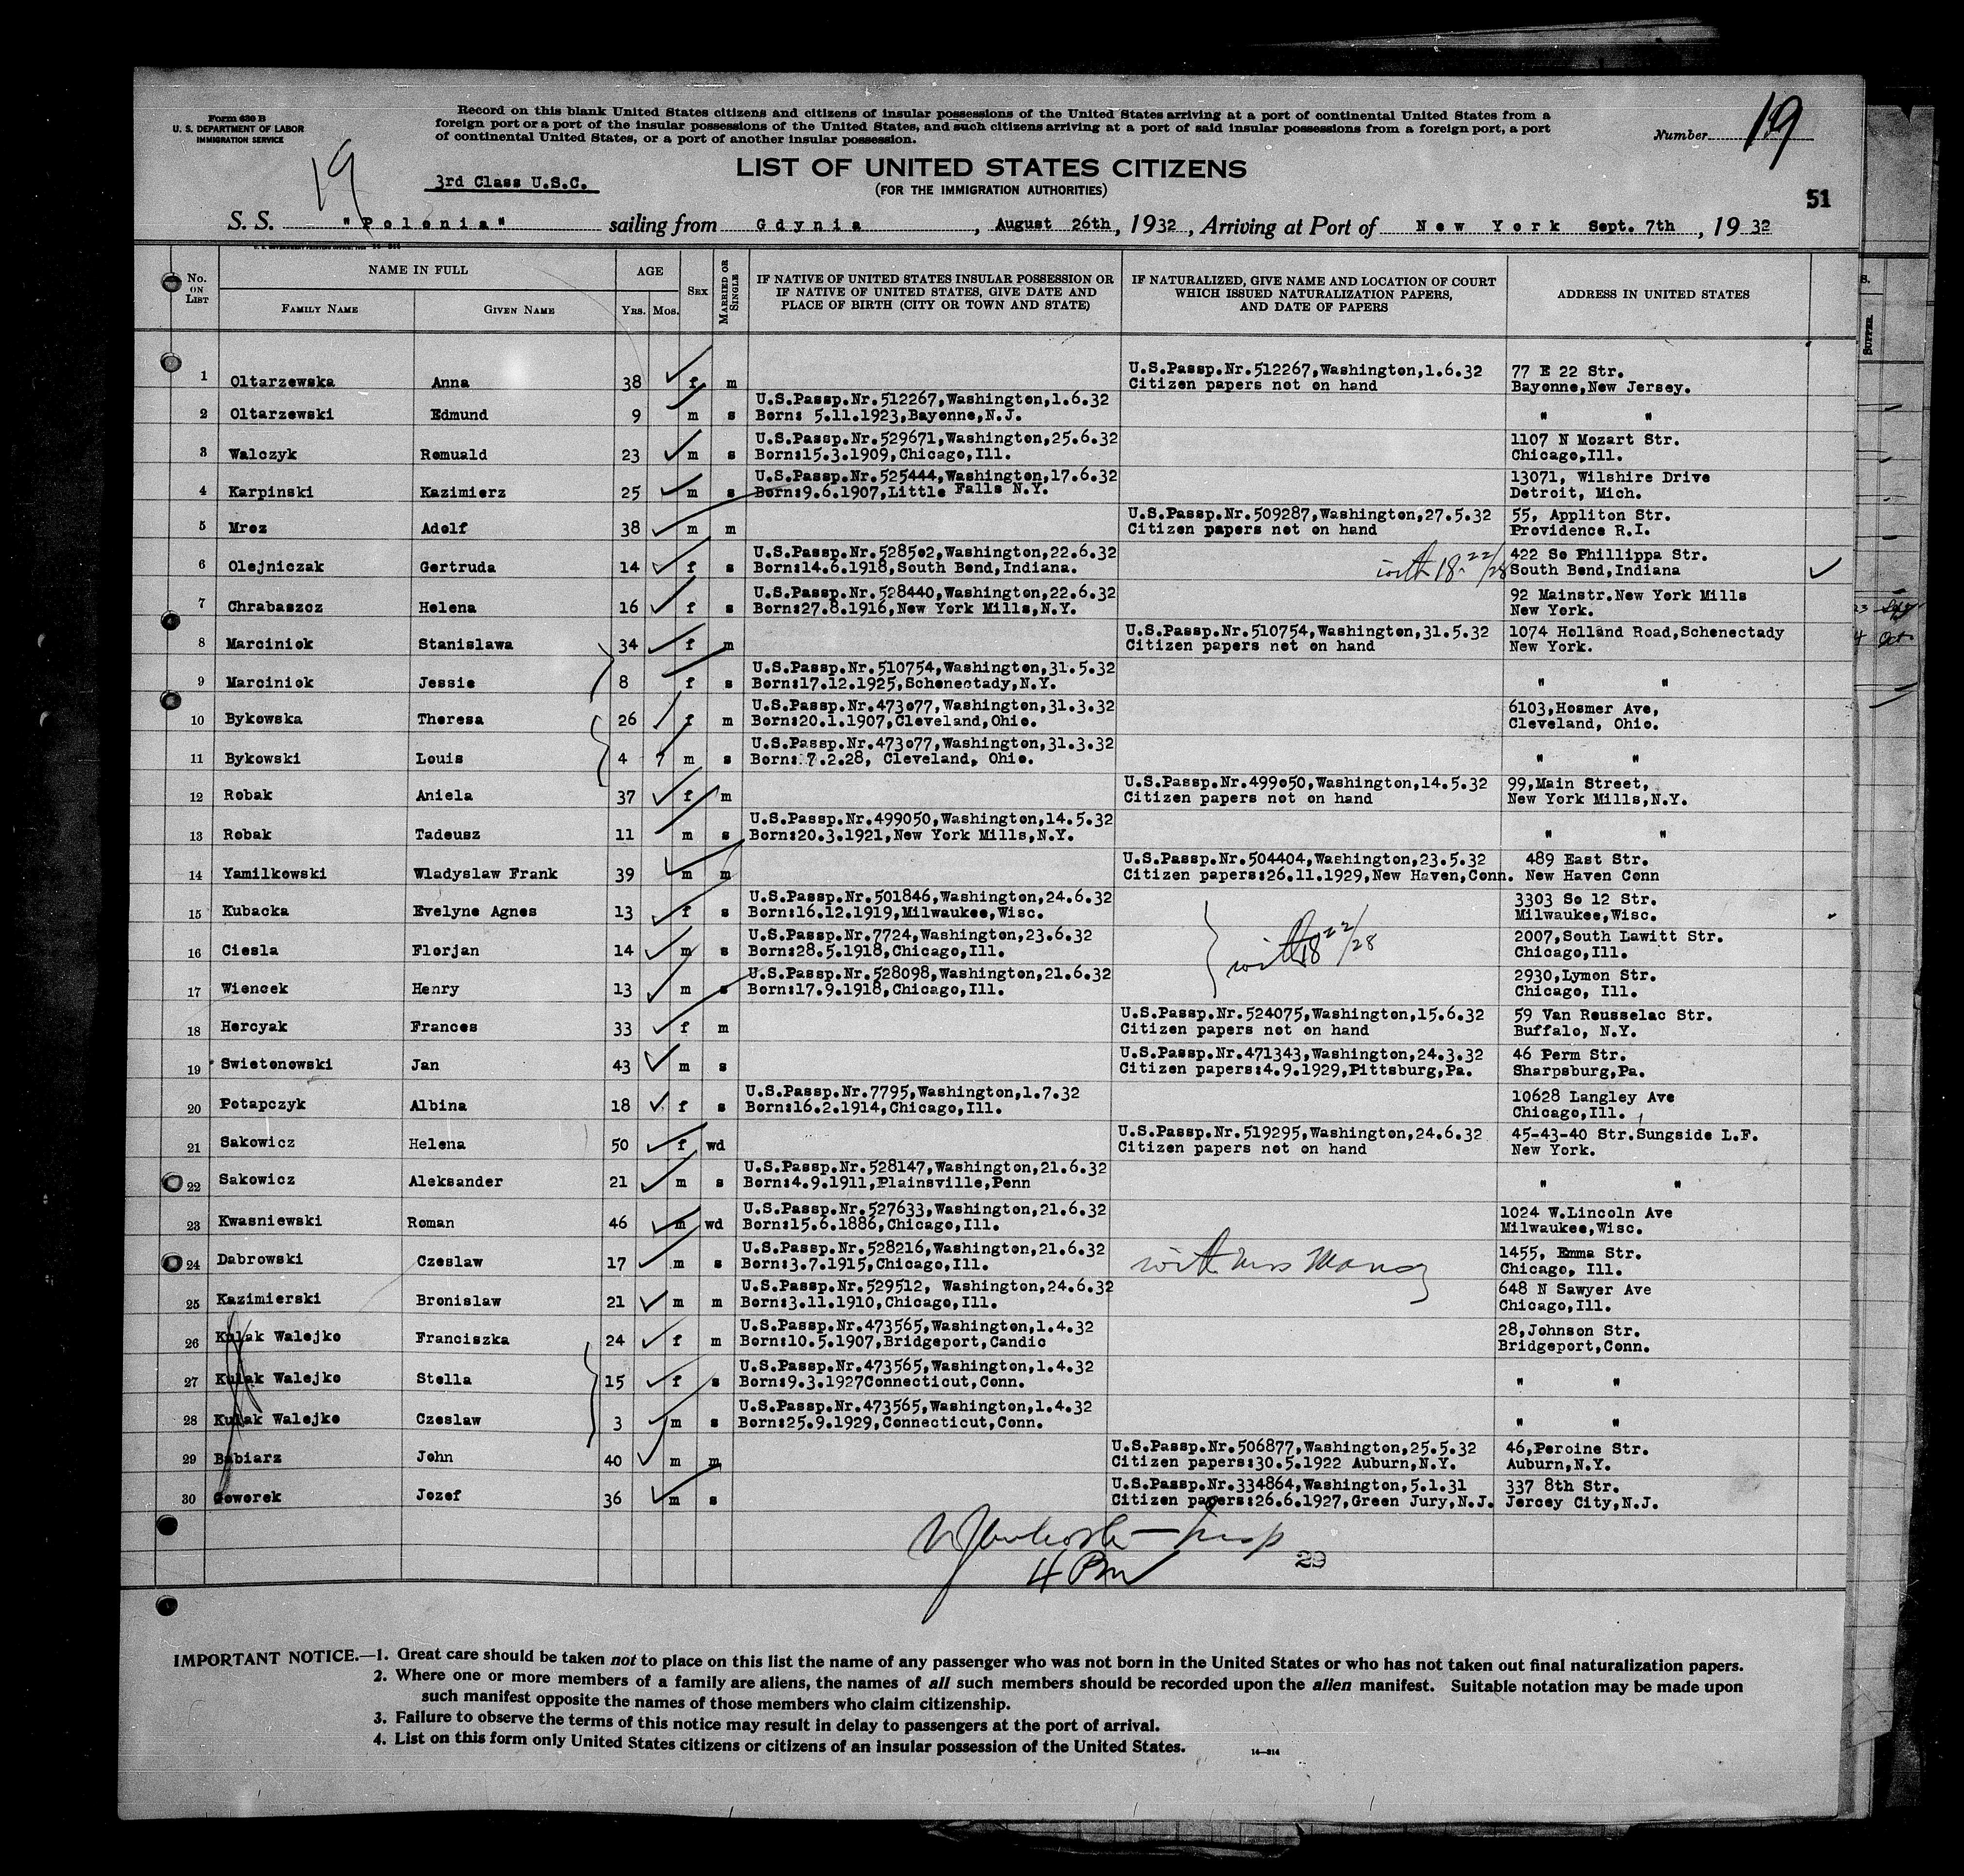 Form 630 B
U. S. DEPARTMENT OF LABOR
IMMIGRATION SERVICE
Record on this blank United States citizens and citizens of insular possessions of the United States arriving at a port of continental United States from a
foreign port or a port of the insular possessions of the United States, and such citizens arriving at a port of said insular possessions from a foreign port, a port
of continental United States, or a port of another insular possession.
Number 19
19
3rd Class U.S.C.
LIST OF UNITED STATES CITIZENS
(FOR THE IMMIGRATION AUTHORITIES)
51
S. S. "Polonia" sailing from Gdynia, August 26th, 1932, Arriving at Port of New York Sept. 7th, 1932
No. ON LIST
NAME IN FULL
FAMILY NAME
GIVEN NAME
AGE
YRS. MOS.
SEX
MARRIED OR SINGLE
IF NATIVE OF UNITED STATES INSULAR POSSESSION OR
IF NATIVE OF UNITED STATES, GIVE DATE AND
PLACE OF BIRTH (CITY OR TOWN AND STATE)
IF NATURALIZED, GIVE NAME AND LOCATION OF COURT
WHICH ISSUED NATURALIZATION PAPERS,
AND DATE OF PAPERS
ADDRESS IN UNITED STATES
U.S.Passp.Nr.512267,Washington,1.6.32 77 E 22 Str.
1 Oltarzewska Anna 38 f m Citizen papers not on hand Bayonne,New Jersey.
U.S.Passp.Nr.512267,Washington,1.6.32
2 Oltarzewski Edmund 9 m s Born: 5.11.1923,Bayonne,N.J. " "
U.S.Passp.Nr.529671,Washington,25.6.32 1107 N Mozart Str.
3 Walczyk Romuald 23 m s Born:15.3.1909,Chicago,Ill. Chicago,Ill.
U.S.Passp.Nr.525444,Washington,17.6.32 13071, Wilshire Drive
4 Karpinski Kazimierz 25 m s Born:9.6.1907,Little Falls N.Y. Detroit, Mich.
U.S.Passp.Nr.509287,Washington,27.5.32 55, Appliton Str.
5 Mroz Adolf 38 m m Citizen papers not on hand Providence R.I.
U.S.Passp.Nr.528502,Washington,22.6.32 422 So Phillippa Str.
6 Olejniczak Gertruda 14 f s Born:14.6.1918,South Bend,Indiana. with 18-22/28 South Bend,Indiana
U.S.Passp.Nr.528440,Washington,22.6.32 92 Mainstr.New York Mills
7 Chrabaszcz Helena 16 f s Born:27.8.1916,New York Mills,N.Y. New York.
U.S.Passp.Nr.510754,Washington,31.5.32 1074 Holland Road,Schenectady
8 Marciniok Stanislawa 34 f m Citizen papers not on hand New York.
U.S.Passp.Nr.510754,Washington,31.5.32
9 Marciniok Jessie 8 f s Born:17.12.1925,Schenectady,N.Y. " "
U.S.Passp.Nr.473077,Washington,31.3.32 6103,Hosmer Ave,
10 Bykowska Theresa 26 f m Born:20.1.1907,Cleveland,Ohio. Cleveland, Ohio.
U.S.Passp.Nr.473077,Washington,31.3.32
11 Bykowski Louis 4 m s Born: 7.2.28, Cleveland, Ohio. " "
U.S.Passp.Nr.499050,Washington,14.5.32 99,Main Street,
12 Robak Aniela 37 f m Citizen papers not on hand New York Mills,N.Y.
U.S.Passp.Nr.499050,Washington,14.5.32
13 Robak Tadeusz 11 m s Born:20.3.1921,New York Mills,N.Y. " "
U.S.Passp.Nr.504404,Washington,23.5.32 489 East Str.
14 Yamilkowski Wladyslaw Frank 39 m m Citizen papers:26.11.1929,New Haven,Conn. New Haven Conn
U.S.Passp.Nr.501846,Washington,24.6.32 3303 So 12 Str.
15 Kubacka Evelyne Agnes 13 f s Born:16.12.1919,Milwaukee,Wisc. Milwaukee,Wisc.
U.S.Passp.Nr.7724,Washington,23.6.32 2007,South Lawitt Str.
16 Ciesla Florjan 14 m s Born:28.5.1918,Chicago,Ill. with 18 22/28 Chicago,Ill.
U.S.Passp.Nr.528098,Washington,21.6.32 2930,Lymon Str.
17 Wiencek Henry 13 m s Born:17.9.1918,Chicago,Ill. Chicago, Ill.
U.S.Passp.Nr.524075,Washington,15.6.32 59 Van Reusselac Str.
18 Hercyak Frances 33 f m Citizen papers not on hand Buffalo, N.Y.
U.S.Passp.Nr.471343,Washington,24.3.32 46 Perm Str.
19 Swietonowski Jan 43 m s Citizen papers:4.9.1929,Pittsburg,Pa. Sharpsburg,Pa.
U.S.Passp.Nr.7795,Washington,1.7.32 10628 Langley Ave
20 Potapczyk Albina 18 f s Born:16.2.1914,Chicago,Ill. Chicago,Ill.
U.S.Passp.Nr.519295,Washington,24.6.32 45-43-40 Str.Sungside L.F.
21 Sakowicz Helena 50 f wd Citizen papers not on hand New York.
U.S.Passp.Nr.528147,Washington,21.6.32
22 Sakowicz Aleksander 21 m s Born:4.9.1911,Plainsville,Penn " "
U.S.Passp.Nr.527633,Washington,21.6.32 1024 W.Lincoln Ave
23 Kwasniewski Roman 46 m wd Born:15.6.1886,Chicago,Ill. Milwaukee,Wisc.
U.S.Passp.Nr.528216,Washington,21.6.32 1455, Emma Str.
24 Dabrowski Czeslaw 17 m s Born:3.7.1915,Chicago,Ill. with Chicago, Ill.
U.S.Passp.Nr.529512, Washington,24.6.32 648 N Sawyer Ave
25 Kazimierski Bronislaw 21 m m Born:3.11.1910,Chicago,Ill. Chicago,Ill.
U.S.Passp.Nr.473565,Washington,1.4.32 28,Johnson Str.
26 Kulak Walejko Franciszka 24 f m Born:10.5.1907,Bridgeport,Candic Bridgeport,Conn.
U.S.Passp.Nr.473565,Washington,1.4.32
27 Kulak Walejko Stella 15 f s Born:9.3.1927Connecticut,Conn. " "
U.S.Passp.Nr.473565,Washington,1.4.32
28 Kulak Walejko Czeslaw 3 m s Born:25.9.1929,Connecticut,Conn. " "
U.S.Passp.Nr.506877,Washington,25.5.32 46,Peroine Str.
29 Babiarz John 40 m m Citizen papers:30.5.1922 Auburn,N.Y. Auburn,N.Y.
U.S.Passp.Nr.334864,Washington,5.1.31 337 8th Str.
30 Goworek Jozef 36 m s Citizen papers:26.6.1927,Green Jury,N.J. Jercey City,N.J.
4 PM
29
IMPORTANT NOTICE.—1. Great care should be taken not to place on this list the name of any passenger who was not born in the United States or who has not taken out final naturalization papers.
2. Where one or more members of a family are aliens, the names of all such members should be recorded upon the alien manifest. Suitable notation may be made upon
such manifest opposite the names of those members who claim citizenship.
3. Failure to observe the terms of this notice may result in delay to passengers at the port of arrival.
4. List on this form only United States citizens or citizens of an insular possession of the United States.
14—814